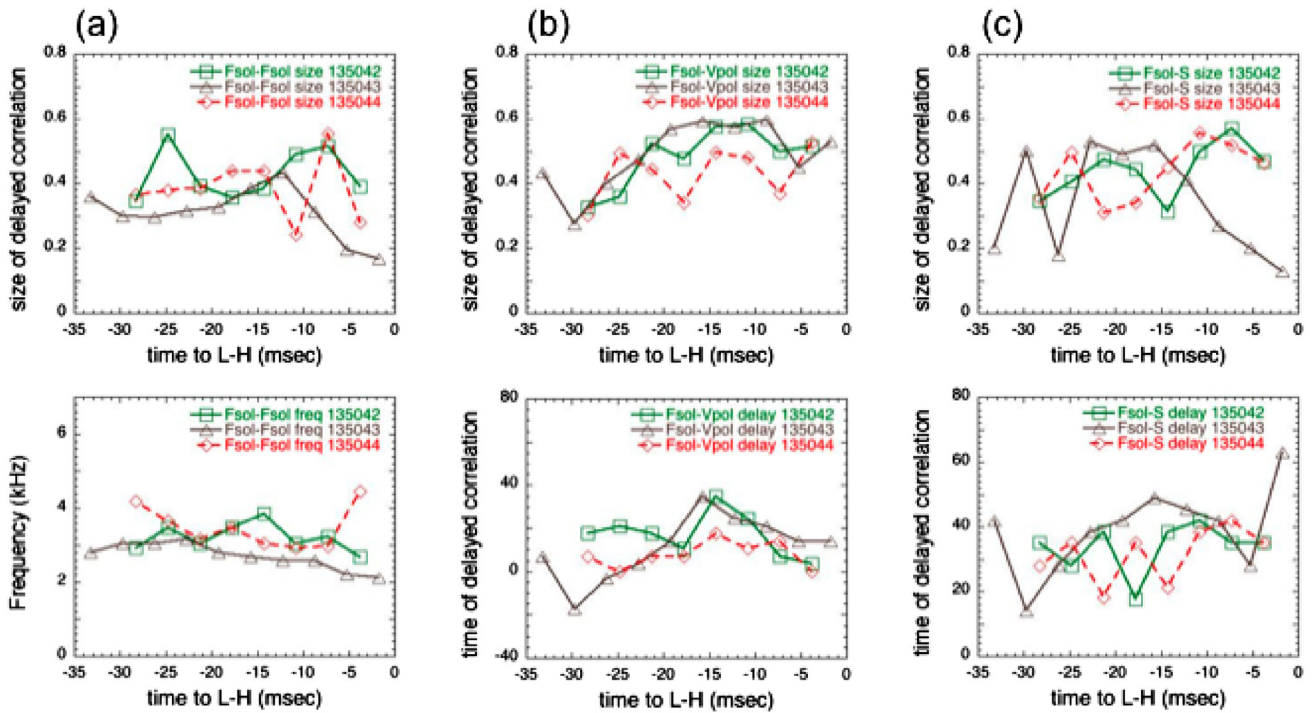 (a)
size of delayed correlation
0.8
0.6
0.4
0.2
0
Fsol-Fsol size 135042
Fsol-Fsol size 135043
Fsol-Fsol size 135044
-35 -30 -25 -20 -15 -10 -5 0
time to L-H (msec)
(b)
size of delayed correlation
0.8
0.6
0.4
0.2
0
Fsol-Vpol size 135042
Fsol-Vpol size 135043
Fsol-Vpol size 135044
-35 -30 -25 -20 -15 -10 -5 0
time to L-H (msec)
(c)
size of delayed correlation
0.8
0.6
0.4
0.2
0
Fsol-S size 135042
Fsol-S size 135043
Fsol-S size 135044
-35 -30 -25 -20 -15 -10 -5 0
time to L-H (msec)
Frequency (kHz)
6
4
2
0
Fsol-Fsol freq 135042
Fsol-Fsol freq 135043
Fsol-Fsol freq 135044
-35 -30 -25 -20 -15 -10 -5 0
time to L-H (msec)
time of delayed correlation
80
40
0
-40
Fsol-Vpol delay 135042
Fsol-Vpol delay 135043
Fsol-Vpol delay 135044
-35 -30 -25 -20 -15 -10 -5 0
time to L-H (msec)
time of delayed correlation
80
60
40
20
0
Fsol-S delay 135042
Fsol-S delay 135043
Fsol-S delay 135044
-35 -30 -25 -20 -15 -10 -5 0
time to L-H (msec)